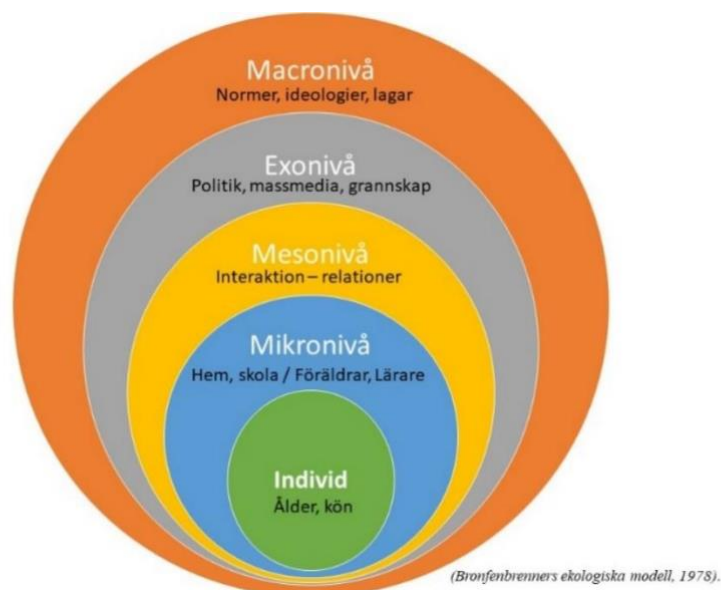 Macronivå
Normer, ideologier, lagar
Exonivå
Politik, massmedia, grannskap
Mesonivå
Interaktion – relationer
Mikronivå
Hem, skola / Föräldrar, Lärare
Individ
Ålder, kön
(Bronfenbrenners ekologiska modell, 1978).